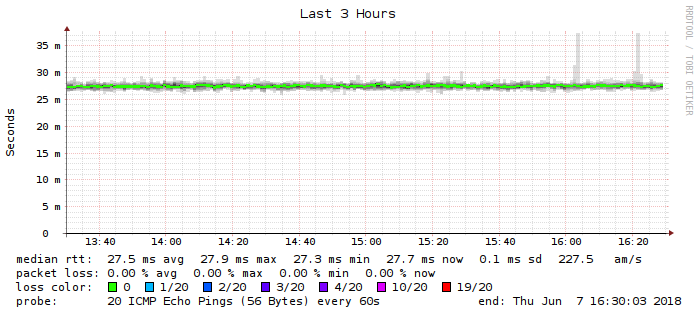 Last 3 Hours
RRDTOOL / TOBI OETIKER
Seconds
35 m
30 m
25 m
20 m
15 m
10 m
5 m
0
13:40 14:00 14:20 14:40 15:00 15:20 15:40 16:00 16:20
median rtt: 27.5 ms avg 27.9 ms max 27.3 ms min 27.7 ms now 0.1 ms sd 227.5 am/s
packet loss: 0.00 % avg 0.00 % max 0.00 % min 0.00 % now
loss color: 0 1/20 2/20 3/20 4/20 10/20 19/20
probe: 20 ICMP Echo Pings (56 Bytes) every 60s end: Thu Jun 7 16:30:03 2018